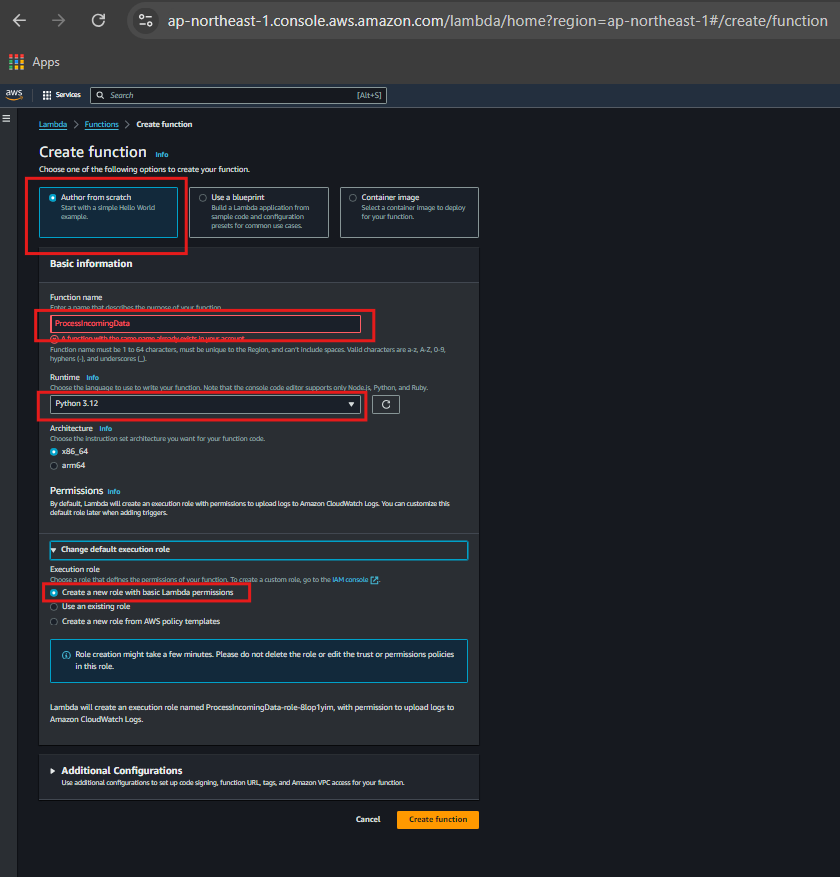 ap-northeast-1.console.aws.amazon.com/lambda/home?region=ap-northeast-1#/create/function
Apps
aws
Services
Search
[Alt+S]
Lambda > Functions > Create function
Create function Info
Choose one of the following options to create your function.
Author from scratch
Start with a simple Hello World
example.
Use a blueprint
Build a Lambda application from
sample code and configuration
presets for common use cases.
Container image
Select a container image to deploy
for your function.
Basic information
Function name
Enter a name that describes the purpose of your function.
ProcessIncomingData
A function with the same name already exists in your account.
Function name must be 1 to 64 characters, must be unique to the Region, and can't include spaces. Valid characters are a-z, A-Z, 0-9,
hyphens (-), and underscores (_).
Runtime Info
Choose the language to use to write your function. Note that the console code editor supports only Node.js, Python, and Ruby.
Python 3.12
Architecture Info
Choose the instruction set architecture you want for your function code.
x86_64
arm64
Permissions Info
By default, Lambda will create an execution role with permissions to upload logs to Amazon CloudWatch Logs. You can customize this
default role later when adding triggers.
Change default execution role
Execution role
Choose a role that defines the permissions of your function. To create a custom role, go to the IAM console.
Create a new role with basic Lambda permissions
Use an existing role
Create a new role from AWS policy templates
Role creation might take a few minutes. Please do not delete the role or edit the trust or permissions policies
in this role.
Lambda will create an execution role named ProcessIncomingData-role-8lop1yim, with permission to upload logs to
Amazon CloudWatch Logs.
Additional Configurations
Use additional configurations to set up code signing, function URL, tags, and Amazon VPC access for your function.
Cancel
Create function